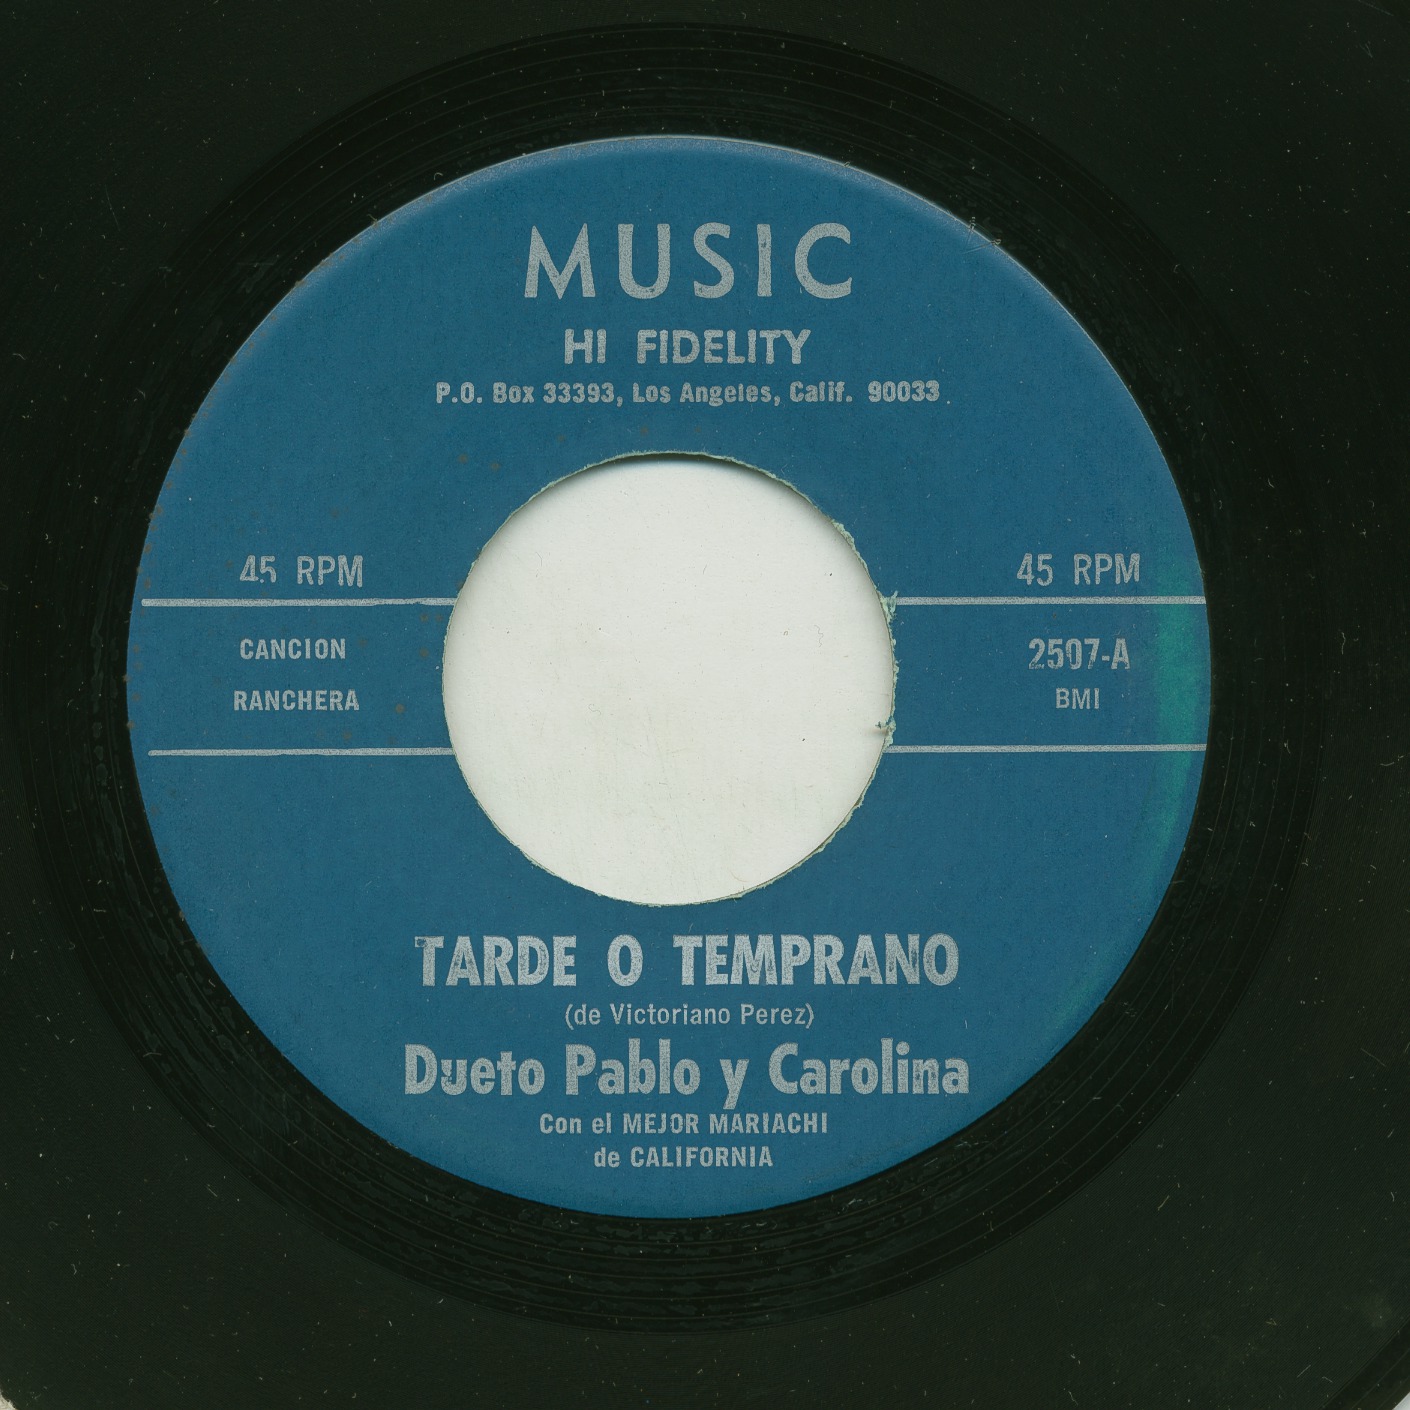 MUSIC
HI FIDELITY
P.O. Box 33393, Los Angeles, Calif. 90033
45 RPM
CANCION
RANCHERA
45 RPM
2507-A
BMI
TARDE O TEMPRANO
(de Victoriano Perez)
Dueto Pablo y Carolina
Con el MEJOR MARIACHI
de CALIFORNIA